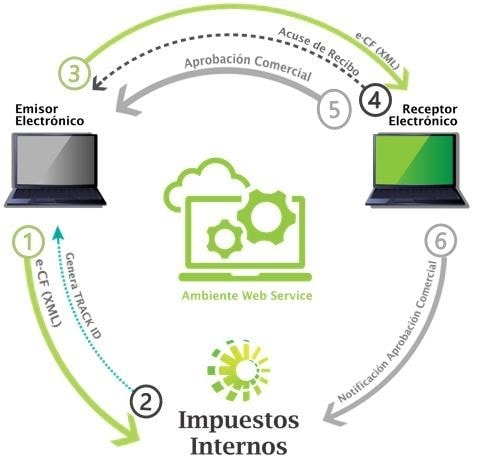 3
e-CF (XML)
Acuse de Recibo
4
Aprobación Comercial
5
Emisor
Electrónico
Receptor
Electrónico
1
e-CF (XML)
Genera TRACK ID
2
Ambiente Web Service
6
Notificación Aprobación Comercial
Impuestos
Internos